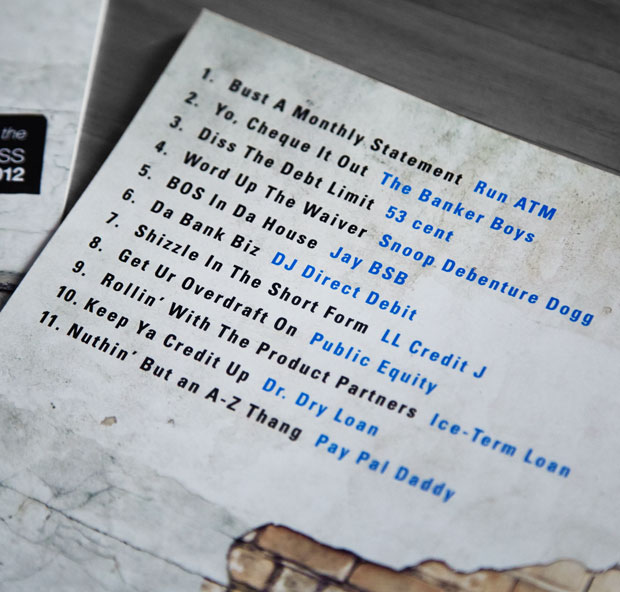 the
SS
012
1. Bust A Monthly Statement Run ATM
2. Yo, Cheque It Out The Banker Boys
3. Diss The Debt Limit 53 cent
4. Word Up The Waiver Snoop Debenture Dogg
5. BOS In Da House Jay BSB
6. Da Bank Biz DJ Direct Debit
7. Shizzle In The Short Form LL Credit J
8. Get Ur Overdraft On Public Equity
9. Rollin’ With The Product Partners Ice-Term Loan
10. Keep Ya Credit Up Dr. Dry Loan
11. Nuthin’ But an A-Z Thang Pay Pal Daddy